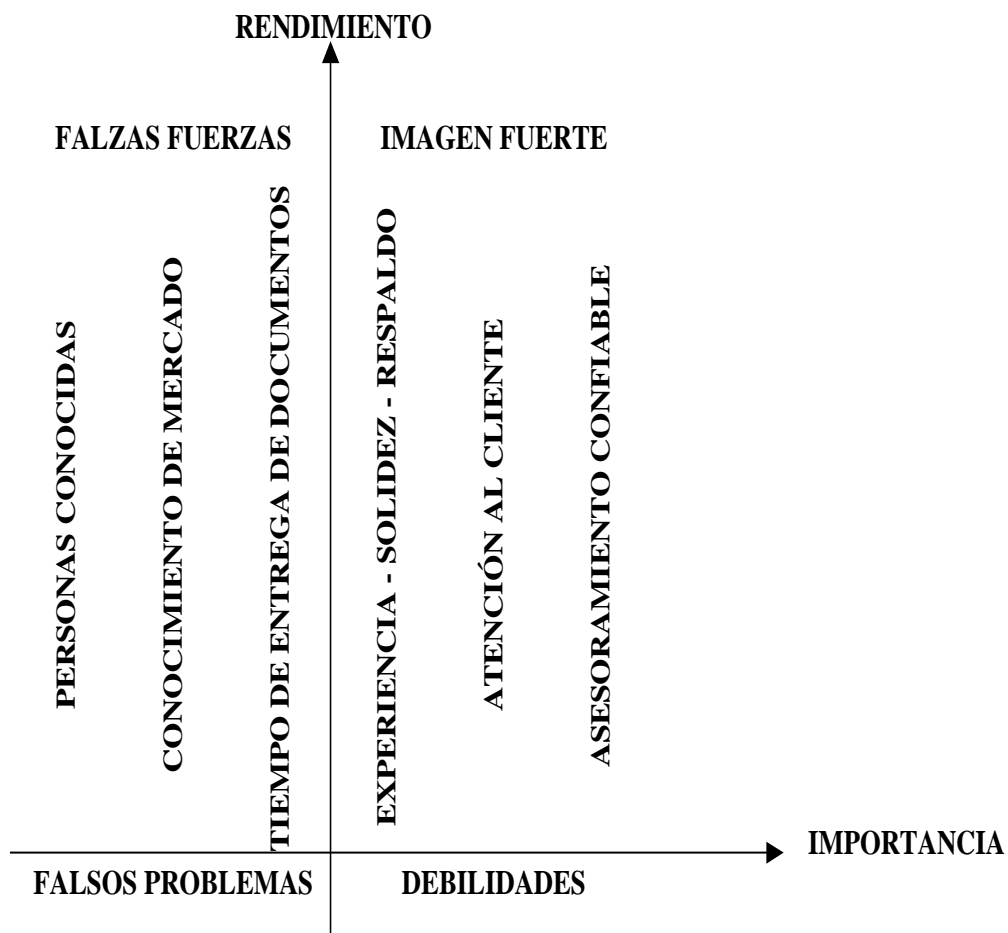 RENDIMIENTO
FALZAS FUERZAS
IMAGEN FUERTE
PERSONAS CONOCIDAS
CONOCIMIENTO DE MERCADO
TIEMPO DE ENTREGA DE DOCUMENTOS
EXPERIENCIA - SOLIDEZ - RESPALDO
ATENCIÓN AL CLIENTE
ASESORAMIENTO CONFIABLE
IMPORTANCIA
FALSOS PROBLEMAS
DEBILIDADES